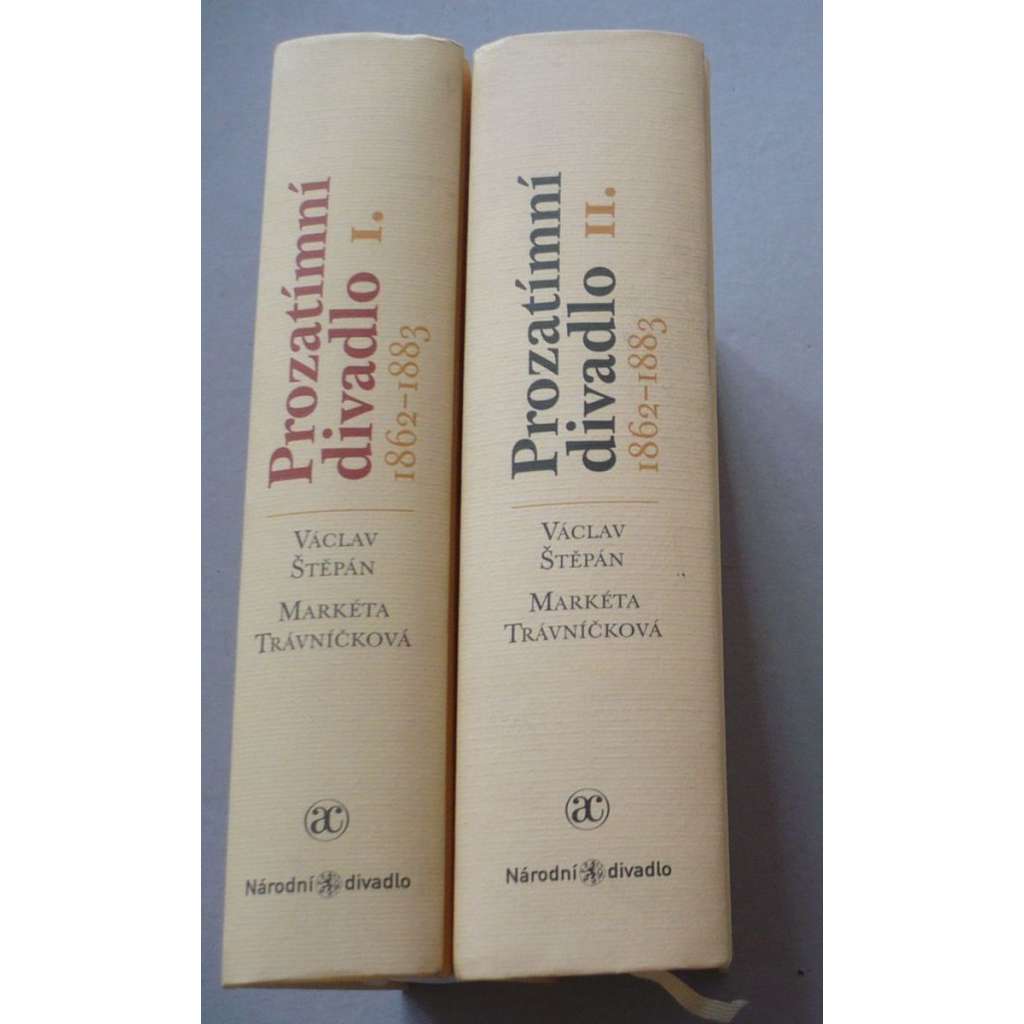 Prozatímní
divadlo I.
1862–1883
VÁCLAV
ŠTĚPÁN
MARKÉTA
TRÁVNÍČKOVÁ
ac
Národní divadlo
Prozatímní
divadlo II.
1862–1883
VÁCLAV
ŠTĚPÁN
MARKÉTA
TRÁVNÍČKOVÁ
ac
Národní divadlo